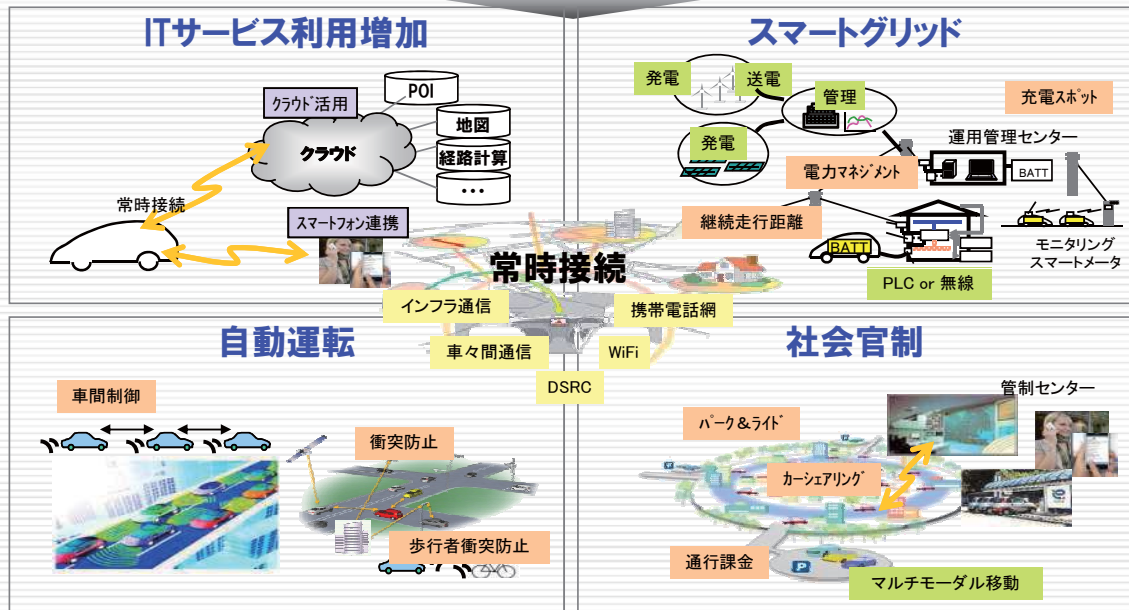 ITサービス利用増加
クラウド活用
POI
地図
経路計算
・・・
クラウド
常時接続
スマートフォン連携
スマートグリッド
発電
送電
管理
発電
充電スポット
運用管理センター
BATT
電力マネジメント
継続走行距離
BATT
モニタリング
スマートメータ
PLC or 無線
常時接続
インフラ通信
携帯電話網
車々間通信
WiFi
DSRC
自動運転
車間制御
衝突防止
歩行者衝突防止
社会官制
管制センター
パーク&ライド
カーシェアリング
通行課金
マルチモーダル移動
P
P